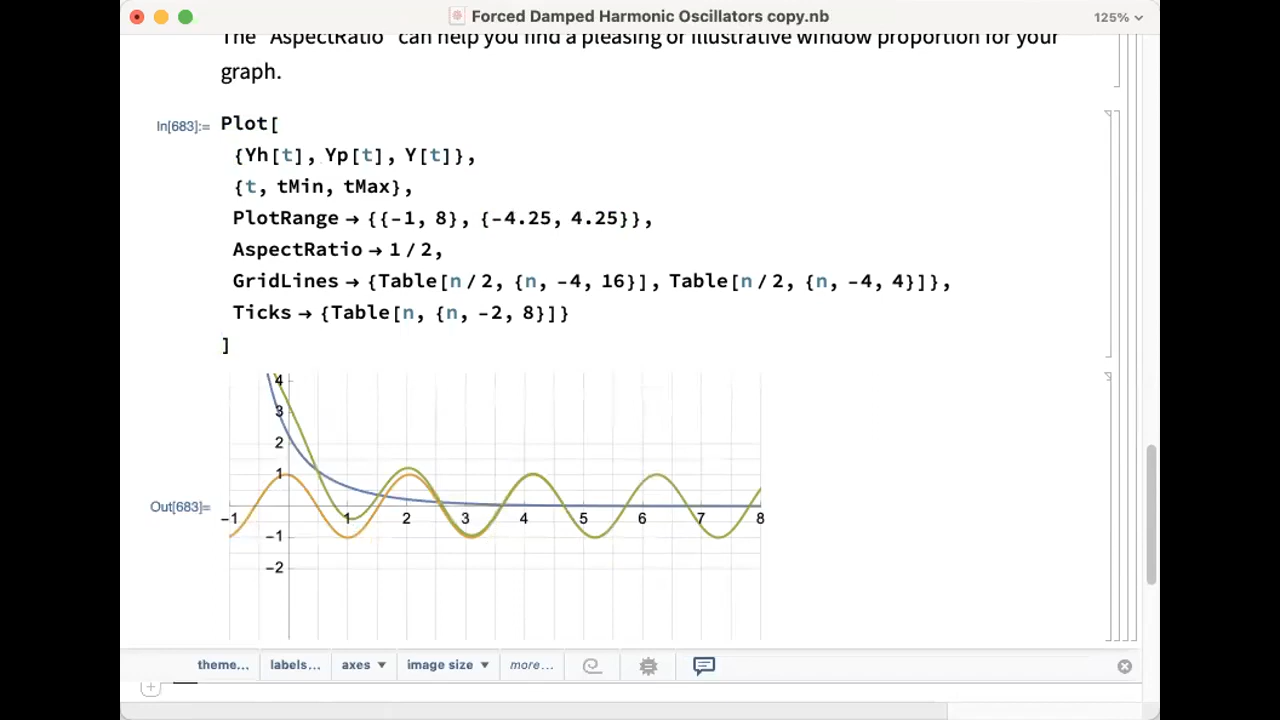 Forced Damped Harmonic Oscillators copy.nb
125%
The "AspectRatio" can help you find a pleasing or illustrative window proportion for your
graph.
In[683]:= Plot[
{Yh[t], Yp[t], Y[t]},
{t, tMin, tMax},
PlotRange → {{-1, 8}, {-4.25, 4.25}},
AspectRatio → 1 / 2,
GridLines → {Table[n / 2, {n, -4, 16}], Table[n / 2, {n, -4, 4}]},
Ticks → {Table[n, {n, -2, 8}]}
]
4
3
2
1
Out[683]=
-1 1 2 3 4 5 6 7 8
-1
-2
theme... labels... axes image size more...